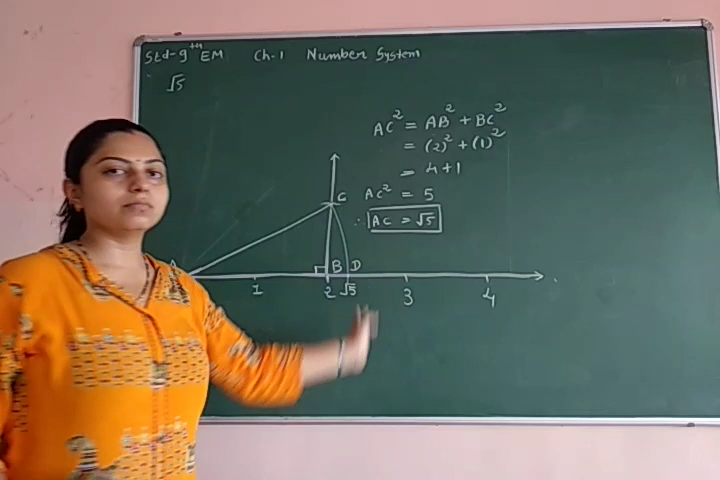 Std-9th EM Ch-1 Number System
√5
AC² = AB² + BC²
= (2)² + (1)²
= 4+1
AC² = 5
∴ AC = √5
C
A B D
1 2 √5 3 4